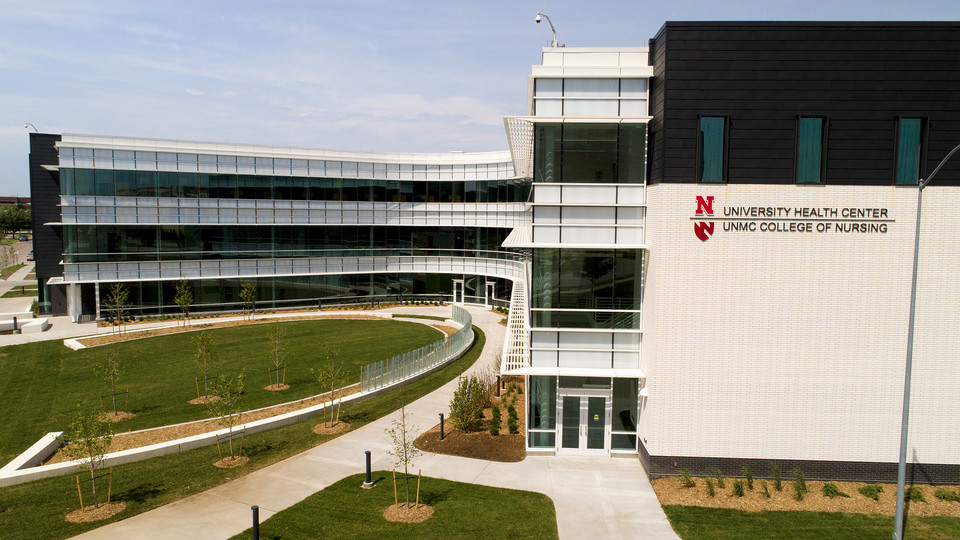 N
UNIVERSITY HEALTH CENTER
N
UNMC COLLEGE OF NURSING